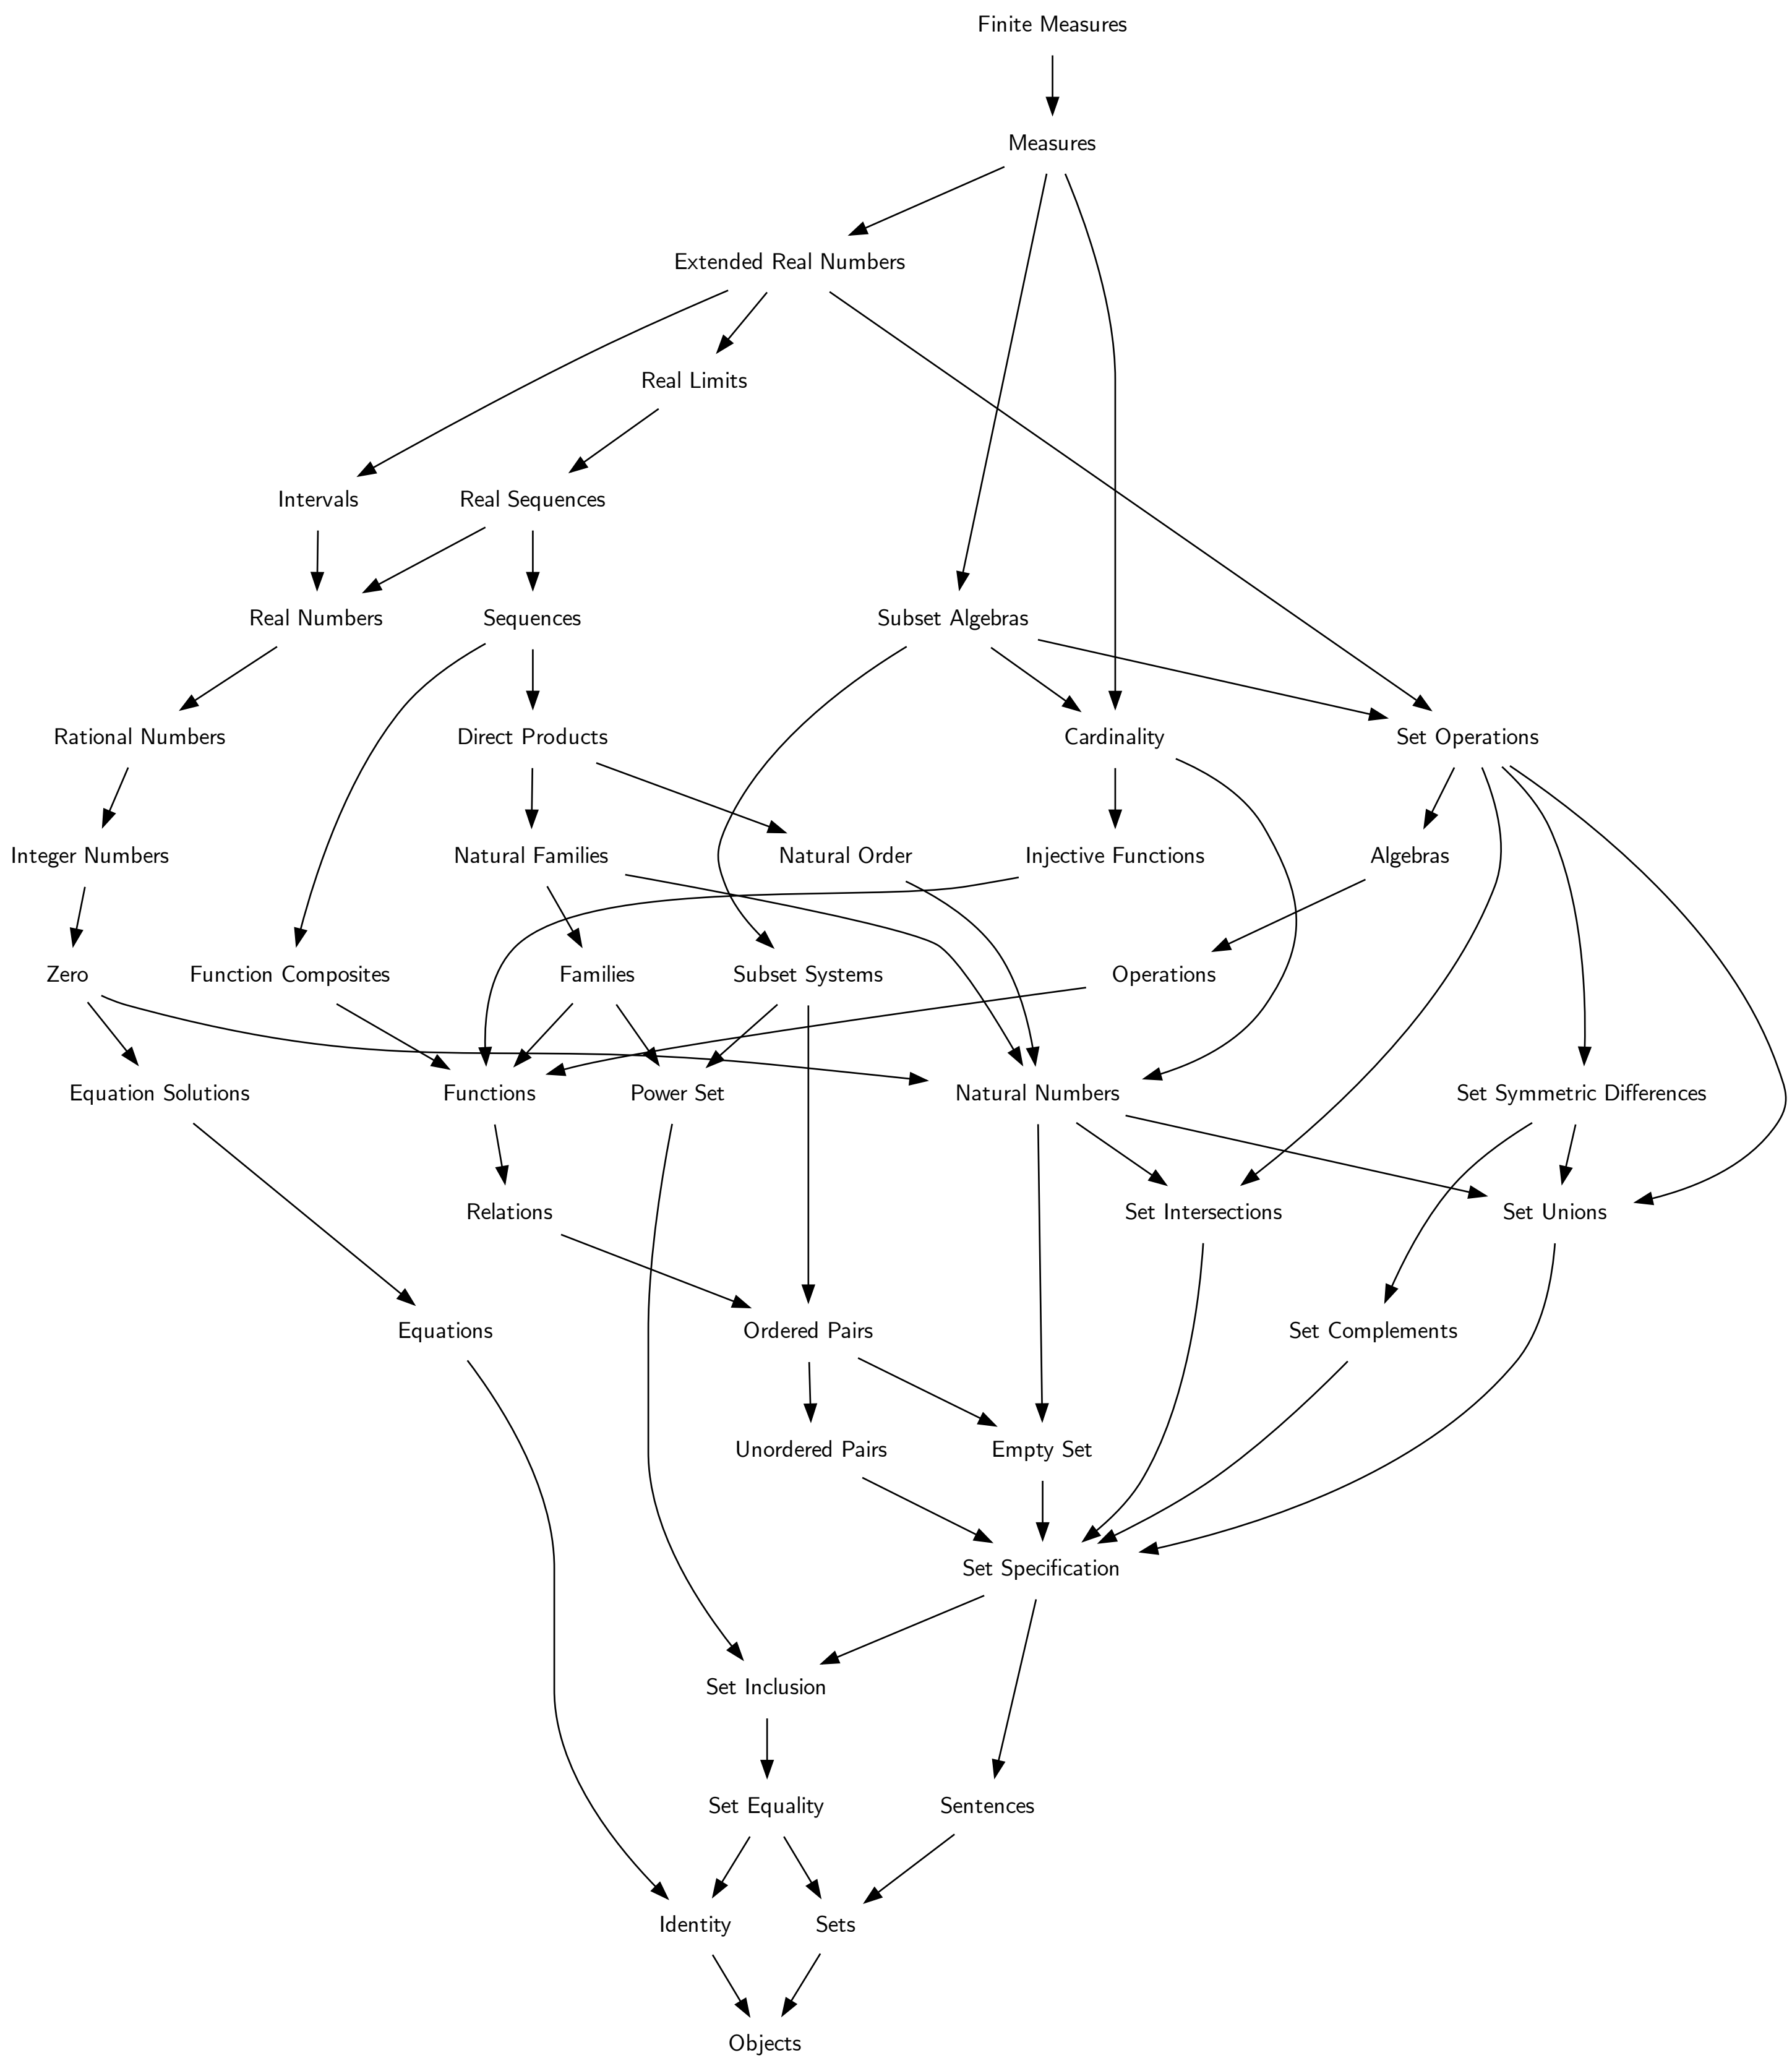 Finite Measures
Measures
Extended Real Numbers
Real Limits
Intervals
Real Sequences
Real Numbers
Sequences
Subset Algebras
Rational Numbers
Direct Products
Cardinality
Set Operations
Integer Numbers
Natural Families
Natural Order
Injective Functions
Algebras
Zero
Function Composites
Families
Subset Systems
Operations
Equation Solutions
Functions
Power Set
Natural Numbers
Set Symmetric Differences
Relations
Set Intersections
Set Unions
Equations
Ordered Pairs
Set Complements
Unordered Pairs
Empty Set
Set Specification
Set Inclusion
Set Equality
Sentences
Identity
Sets
Objects